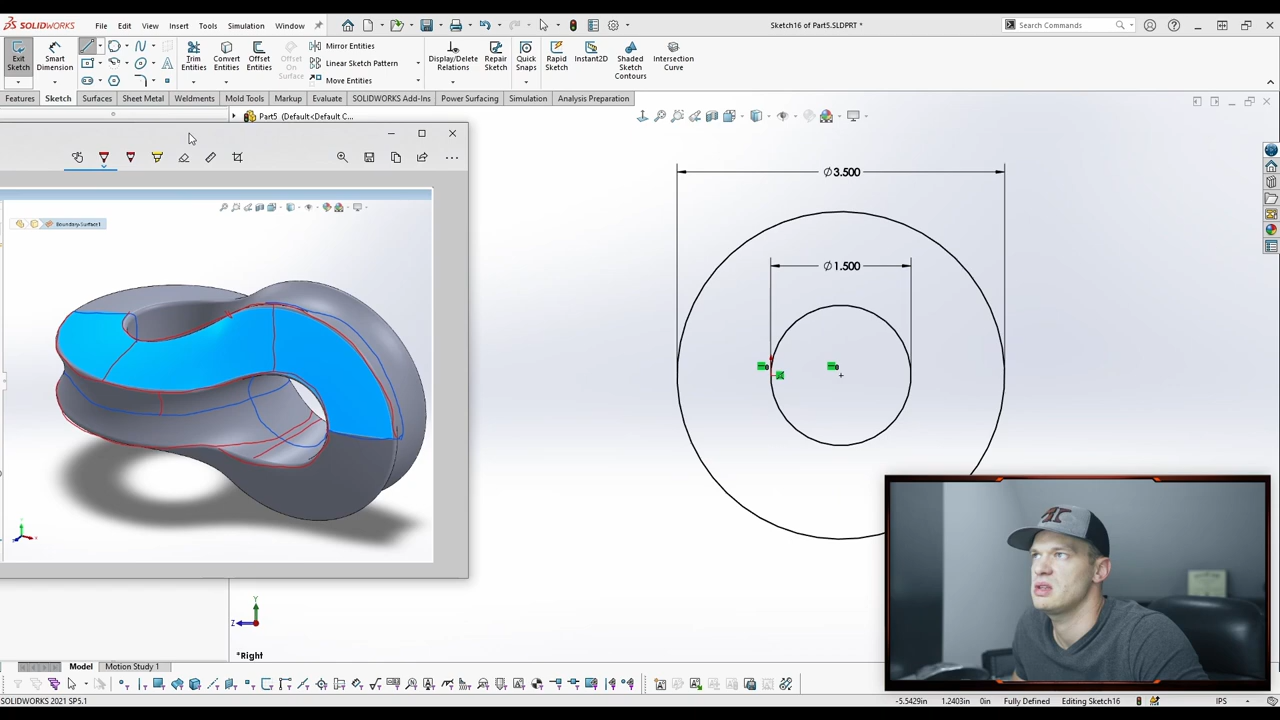 SOLIDWORKS File Edit View Insert Tools Simulation Window Sketch16 of Part5.SLDPRT * Search Commands
Exit Sketch
Smart Dimension
Trim Entities
Convert Entities
Offset Entities
Offset On Surface
Mirror Entities
Linear Sketch Pattern
Move Entities
Display/Delete Relations
Repair Sketch
Quick Snaps
Rapid Sketch
Instant2D
Shaded Sketch Contours
Intersection Curve
Features Sketch Surfaces Sheet Metal Weldments Mold Tools Markup Evaluate SOLIDWORKS Add-Ins Power Surfacing Simulation Analysis Preparation
Part5 (Default<Default C...
Ø3.500
Boundary-Surface1
Ø1.500
Y
Z
*Right
Model Motion Study 1
SOLIDWORKS 2021 SP5.1 -5.5429in 1.2403in 0in Fully Defined Editing Sketch16 IPS